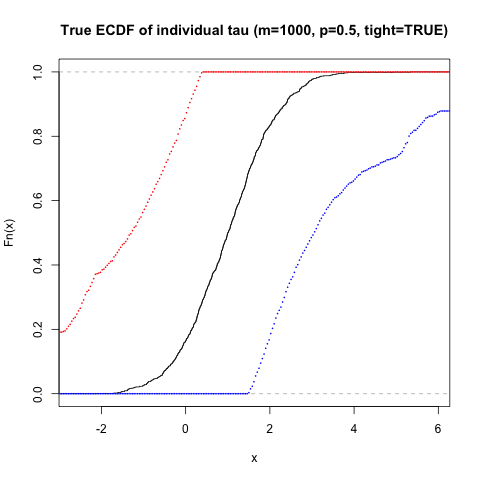 True ECDF of individual tau (m=1000, p=0.5, tight=TRUE)
Fn(x)
1.0
0.8
0.6
0.4
0.2
0.0
-2 0 2 4 6
x